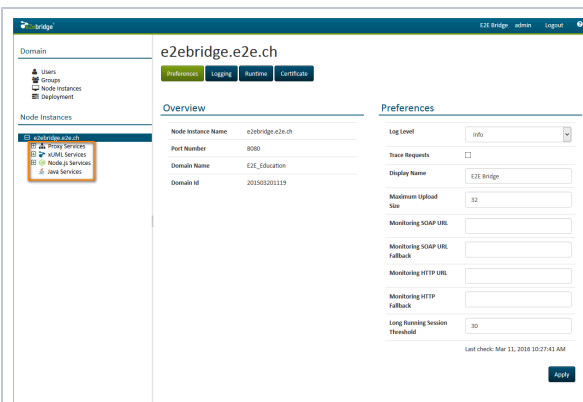 e2ebridge
E2E Bridge admin Logout
Domain
Users
Groups
Node Instances
Deployment
Node Instances
e2ebridge.e2e.ch
Proxy Services
xUML Services
Node.js Services
Java Services
e2ebridge.e2e.ch
Preferences Logging Runtime Certificate
Overview
Node Instance Name e2ebridge.e2e.ch
Port Number 8080
Domain Name E2E_Education
Domain Id 201503201119
Preferences
Log Level Info
Trace Requests
Display Name E2E Bridge
Maximum Upload
Size 32
Monitoring SOAP URL
Monitoring SOAP URL
Fallback
Monitoring HTTP URL
Monitoring HTTP
Fallback
Long Running Session
Threshold 30
Last check: Mar 11, 2016 10:27:41 AM
Apply